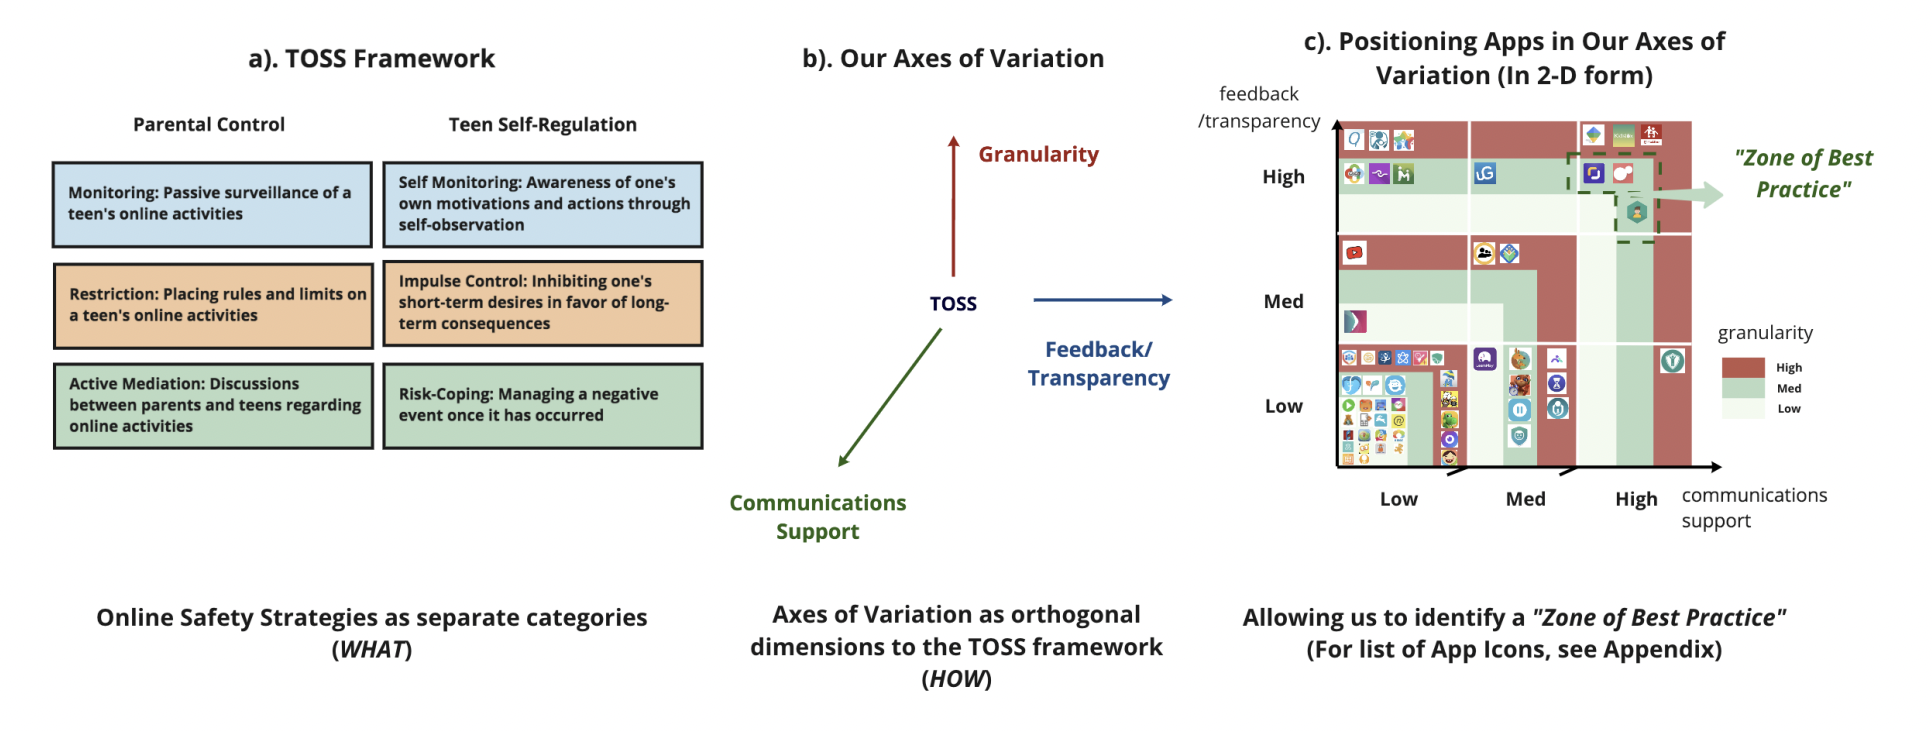 a). TOSS Framework
Parental Control
Teen Self-Regulation
Monitoring: Passive surveillance of a
teen's online activities
Self Monitoring: Awareness of one's
own motivations and actions through
self-observation
Restriction: Placing rules and limits on
a teen's online activities
Impulse Control: Inhibiting one's
short-term desires in favor of long-
term consequences
Active Mediation: Discussions
between parents and teens regarding
online activities
Risk-Coping: Managing a negative
event once it has occurred
Online Safety Strategies as separate categories
(WHAT)
b). Our Axes of Variation
Granularity
TOSS
Feedback/
Transparency
Communications
Support
Axes of Variation as orthogonal
dimensions to the TOSS framework
(HOW)
c). Positioning Apps in Our Axes of
Variation (In 2-D form)
feedback
/transparency
High
Med
Low
Low
Med
High
communications
support
"Zone of Best
Practice"
granularity
High
Med
Low
Allowing us to identify a "Zone of Best Practice"
(For list of App Icons, see Appendix)